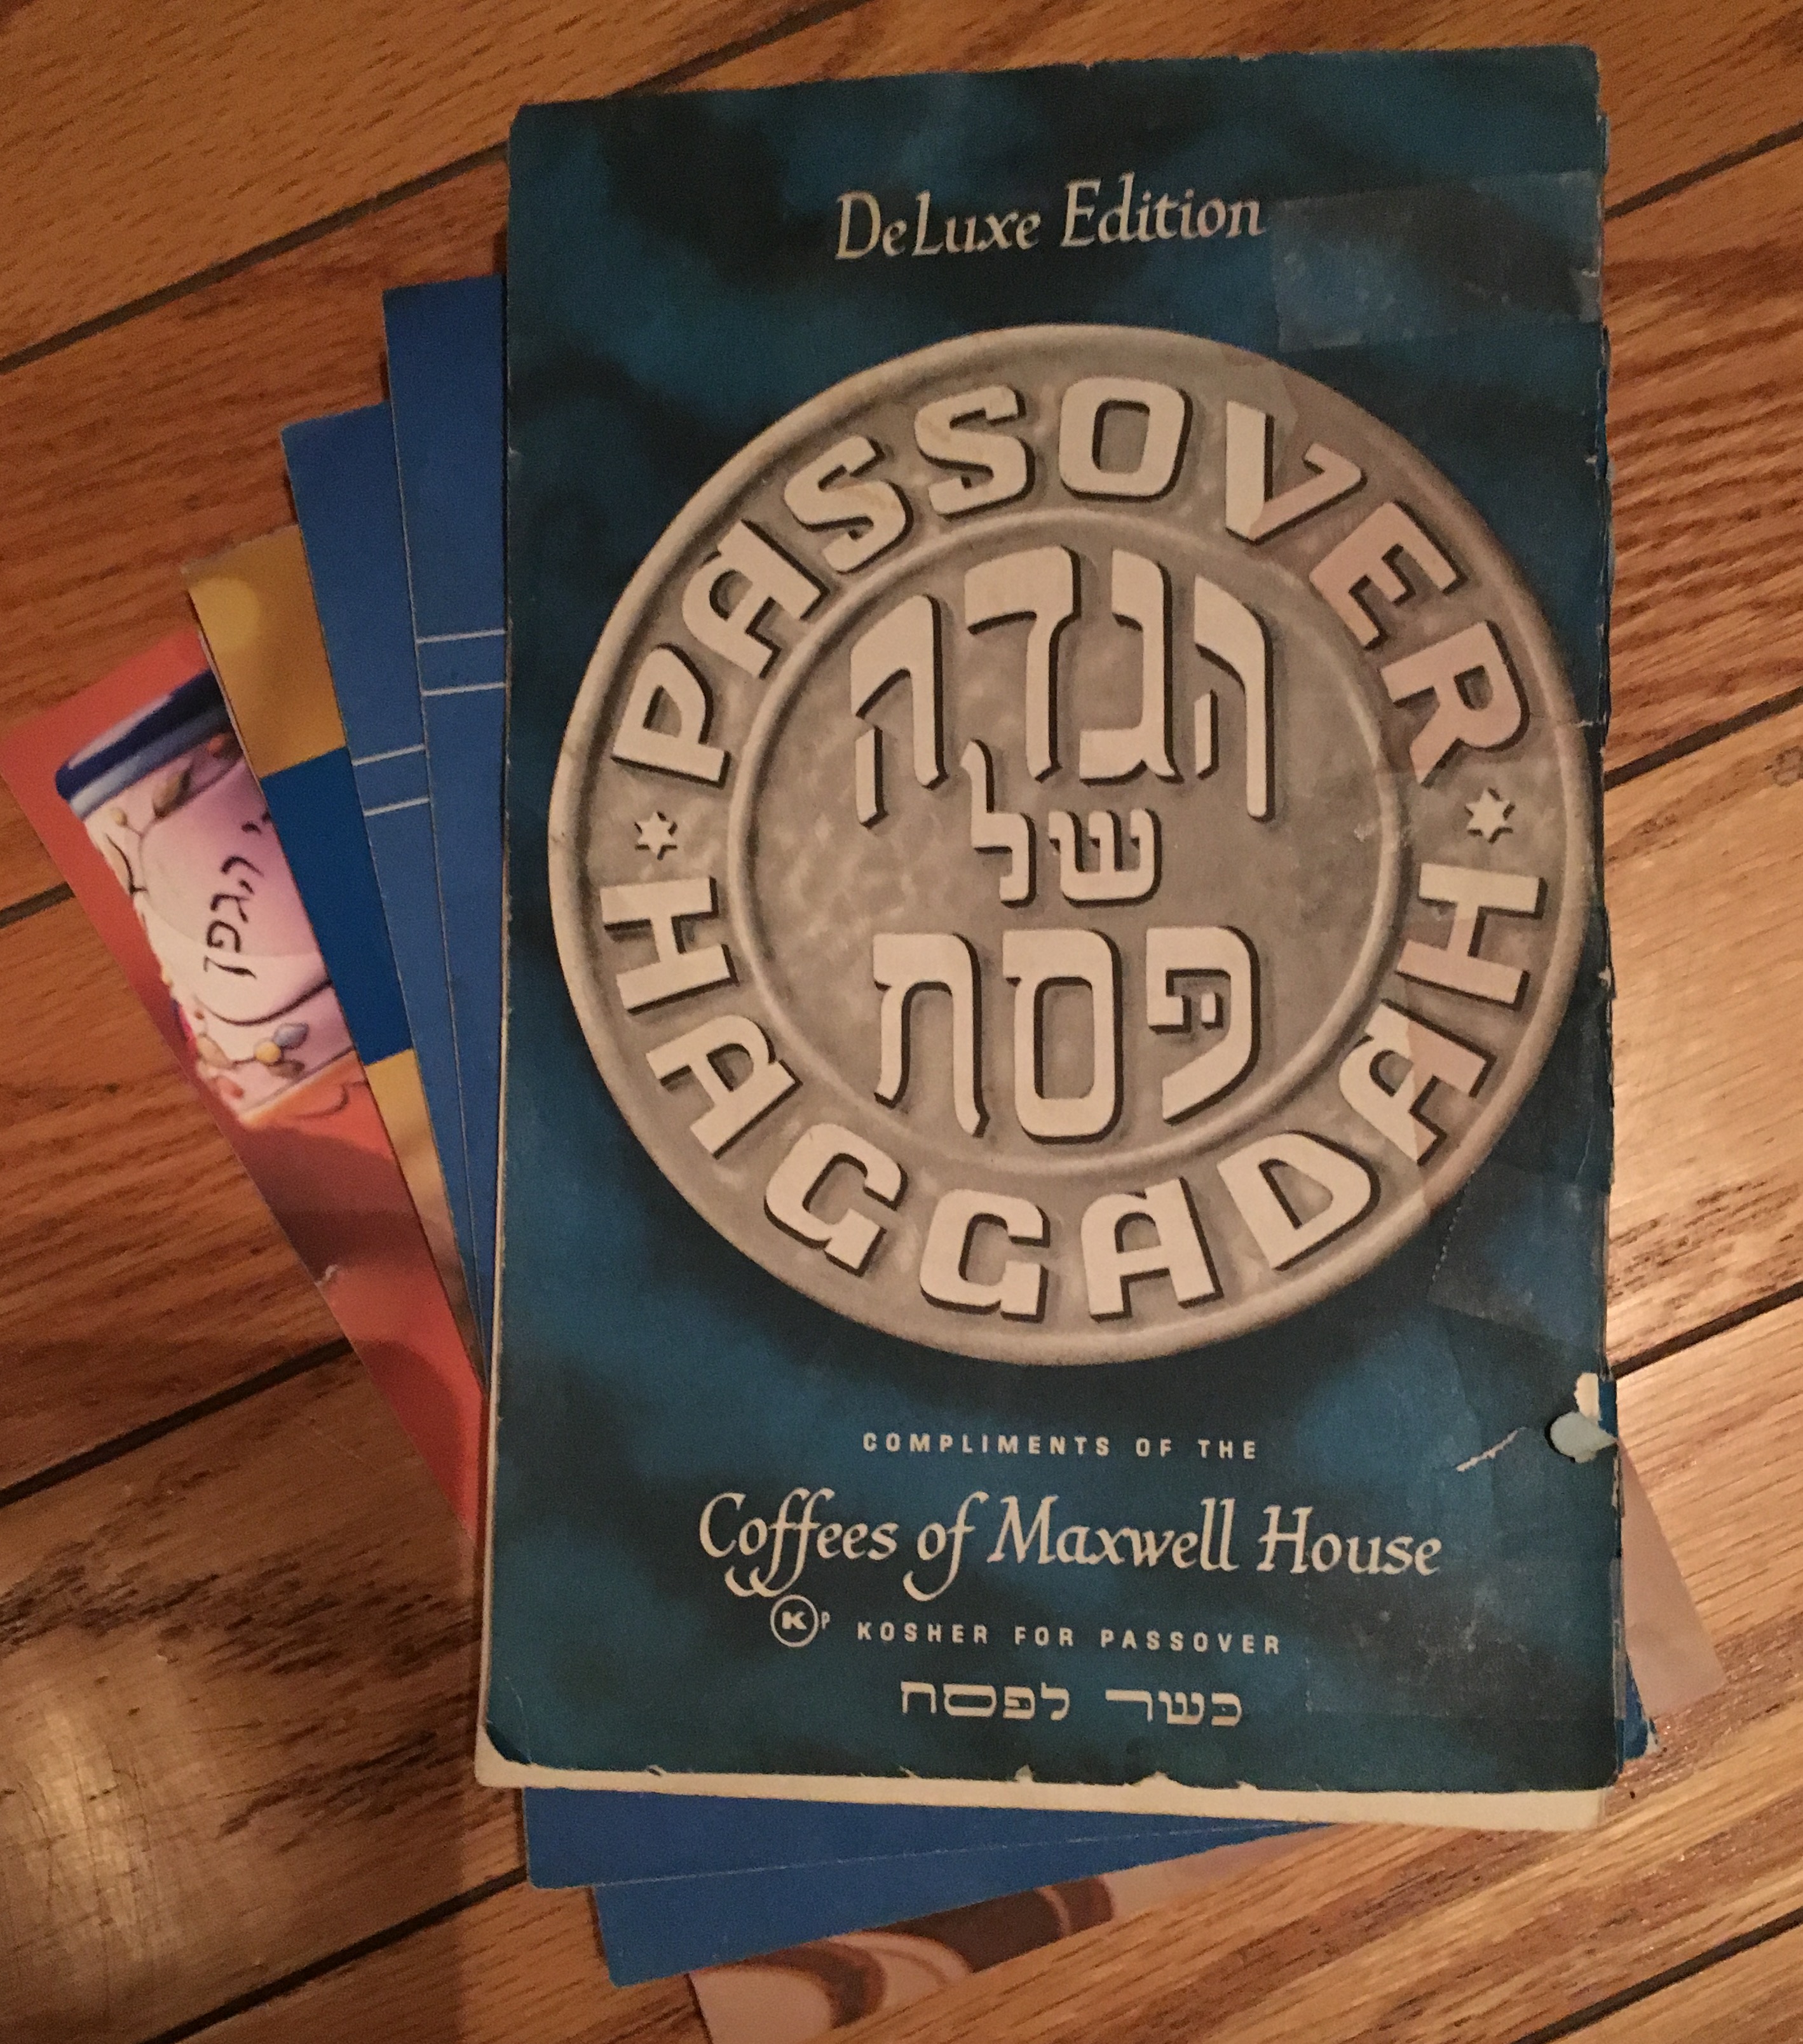 DeLuxe Edition
PASSOVER
HAGGADAH
הגדה
של
פסח
COMPLIMENTS OF THE
Coffees of Maxwell House
K P KOSHER FOR PASSOVER
כשר לפסח
הגפן